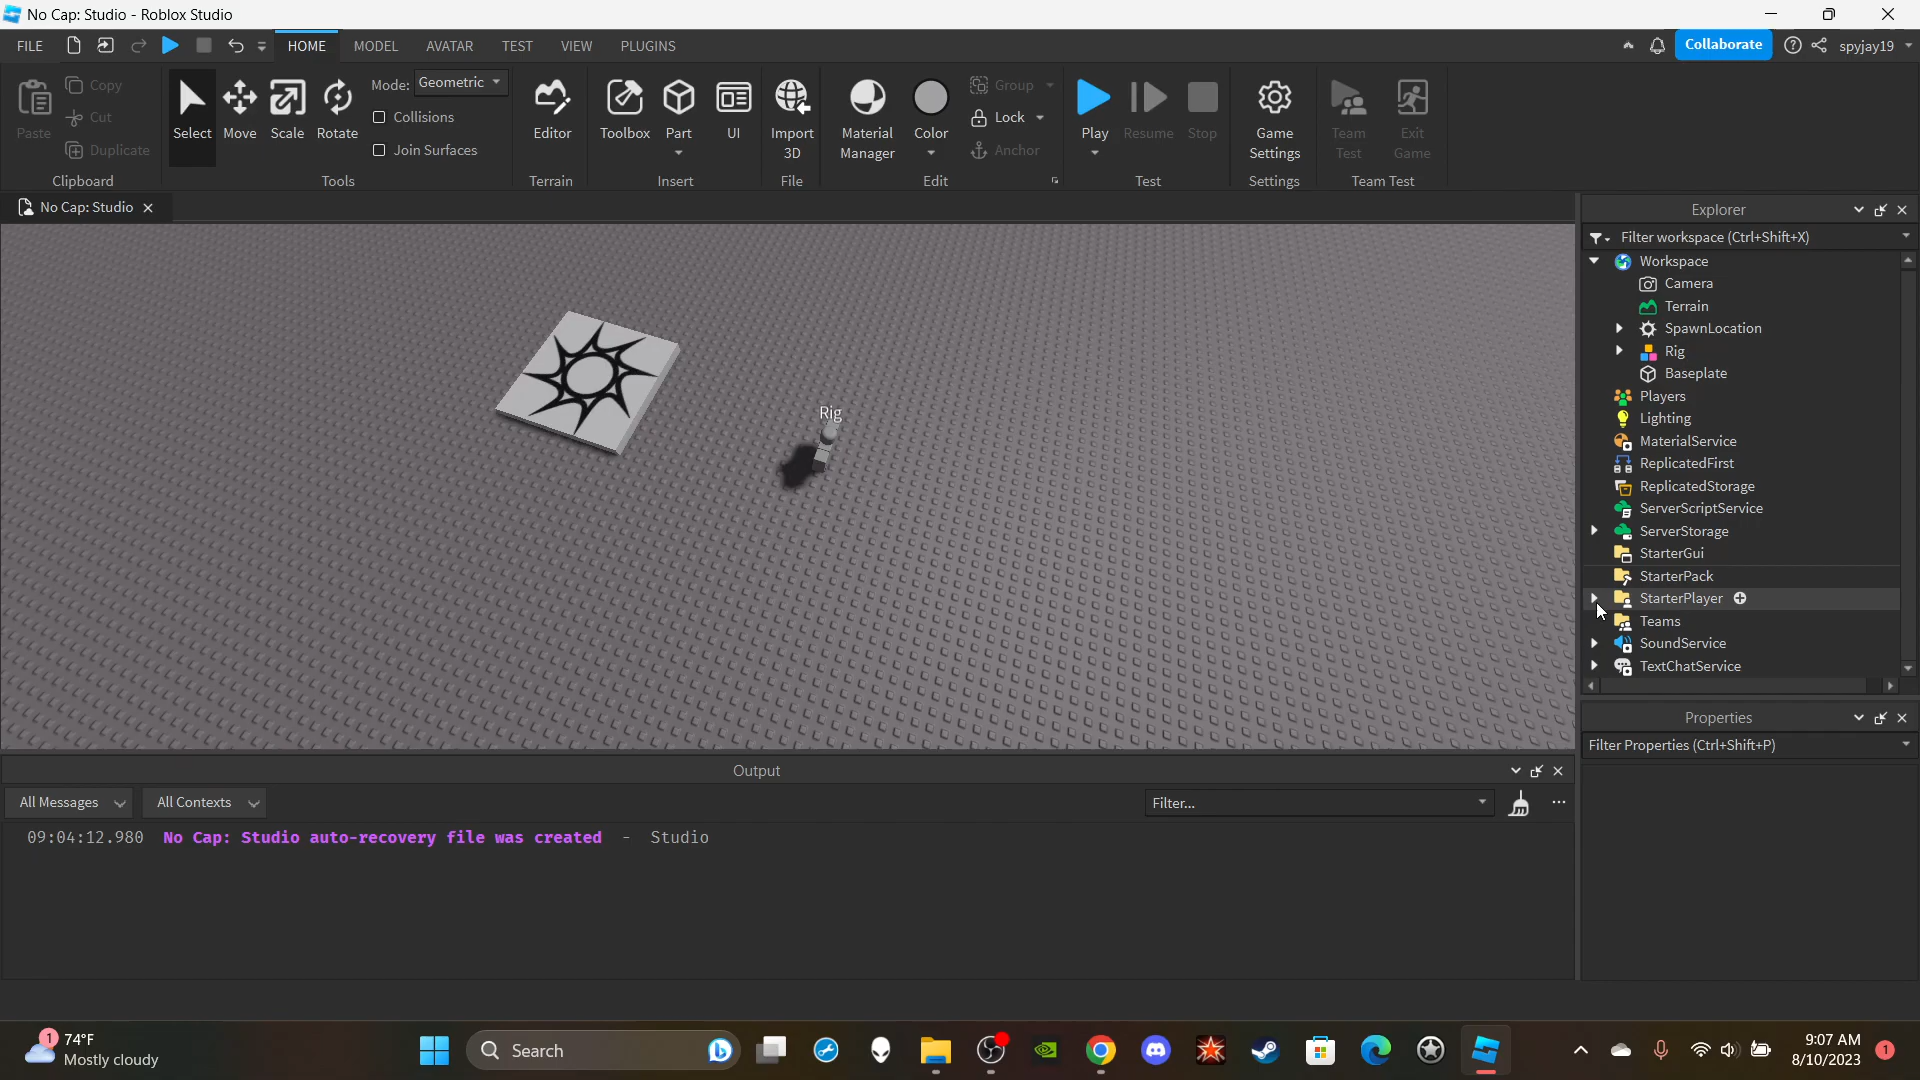 No Cap: Studio - Roblox Studio
FILE
HOME
MODEL
AVATAR
TEST
VIEW
PLUGINS
Collaborate
spyjay19
Paste
Copy
Cut
Duplicate
Clipboard
Select
Move
Scale
Rotate
Mode: Geometric
Collisions
Join Surfaces
Tools
Editor
Terrain
Toolbox
Part
UI
Insert
Import
3D
File
Material
Manager
Color
Group
Lock
Anchor
Edit
Play
Resume
Stop
Test
Game
Settings
Settings
Team
Test
Exit
Game
Team Test
No Cap: Studio
Rig
Explorer
Filter workspace (Ctrl+Shift+X)
Workspace
Camera
Terrain
SpawnLocation
Rig
Baseplate
Players
Lighting
MaterialService
ReplicatedFirst
ReplicatedStorage
ServerScriptService
ServerStorage
StarterGui
StarterPack
StarterPlayer
Teams
SoundService
TextChatService
Properties
Filter Properties (Ctrl+Shift+P)
Output
All Messages
All Contexts
Filter...
09:04:12.980 No Cap: Studio auto-recovery file was created - Studio
1
74°F
Mostly cloudy
Search
9:07 AM
8/10/2023
1